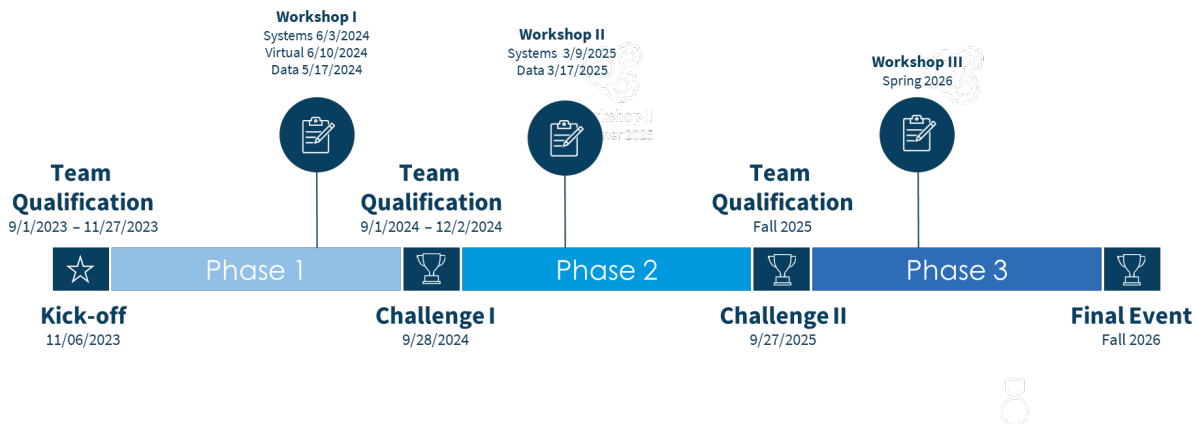 Workshop I
Systems 6/3/2024
Virtual 6/10/2024
Data 5/17/2024
Workshop II
Systems 3/9/2025
Data 3/17/2025
Workshop III
Spring 2026
Team
Qualification
9/1/2023 – 11/27/2023
Team
Qualification
9/1/2024 – 12/2/2024
Team
Qualification
Fall 2025
Phase 1
Phase 2
Phase 3
Kick-off
11/06/2023
Challenge I
9/28/2024
Challenge II
9/27/2025
Final Event
Fall 2026